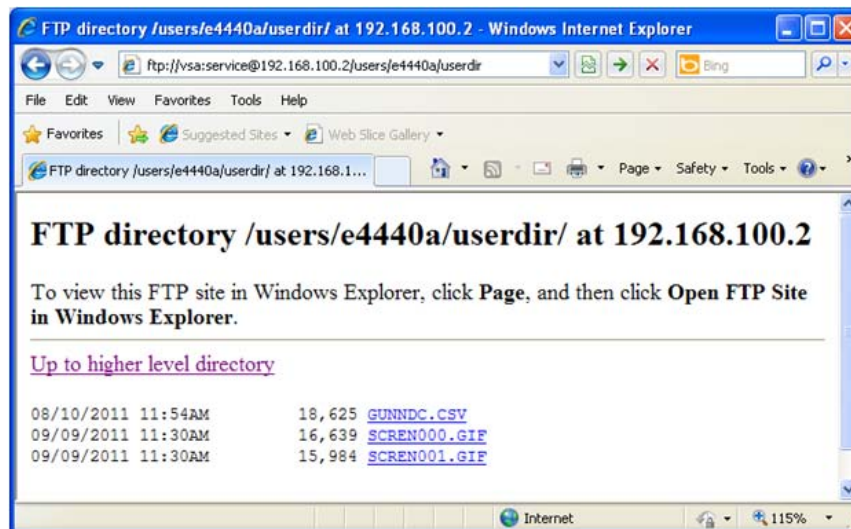 FTP directory /users/e4440a/userdir/ at 192.168.100.2 - Windows Internet Explorer
ftp://vsa:service@192.168.100.2/users/e4440a/userdir
Bing
File Edit View Favorites Tools Help
Favorites Suggested Sites Web Slice Gallery
FTP directory /users/e4440a/userdir/ at 192.168.1... Page Safety Tools
FTP directory /users/e4440a/userdir/ at 192.168.100.2
To view this FTP site in Windows Explorer, click Page, and then click Open FTP Site
in Windows Explorer.
Up to higher level directory
08/10/2011 11:54AM 18,625 GUNNDC.CSV
09/09/2011 11:30AM 16,639 SCREN000.GIF
09/09/2011 11:30AM 15,984 SCREN001.GIF
Internet 115%